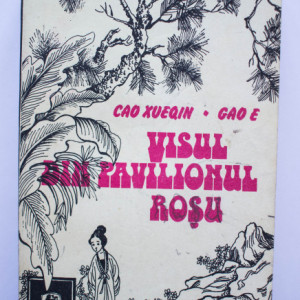 CAO XUEQIN • GAO E
VISUL
DIN PAVILIONUL
ROȘU